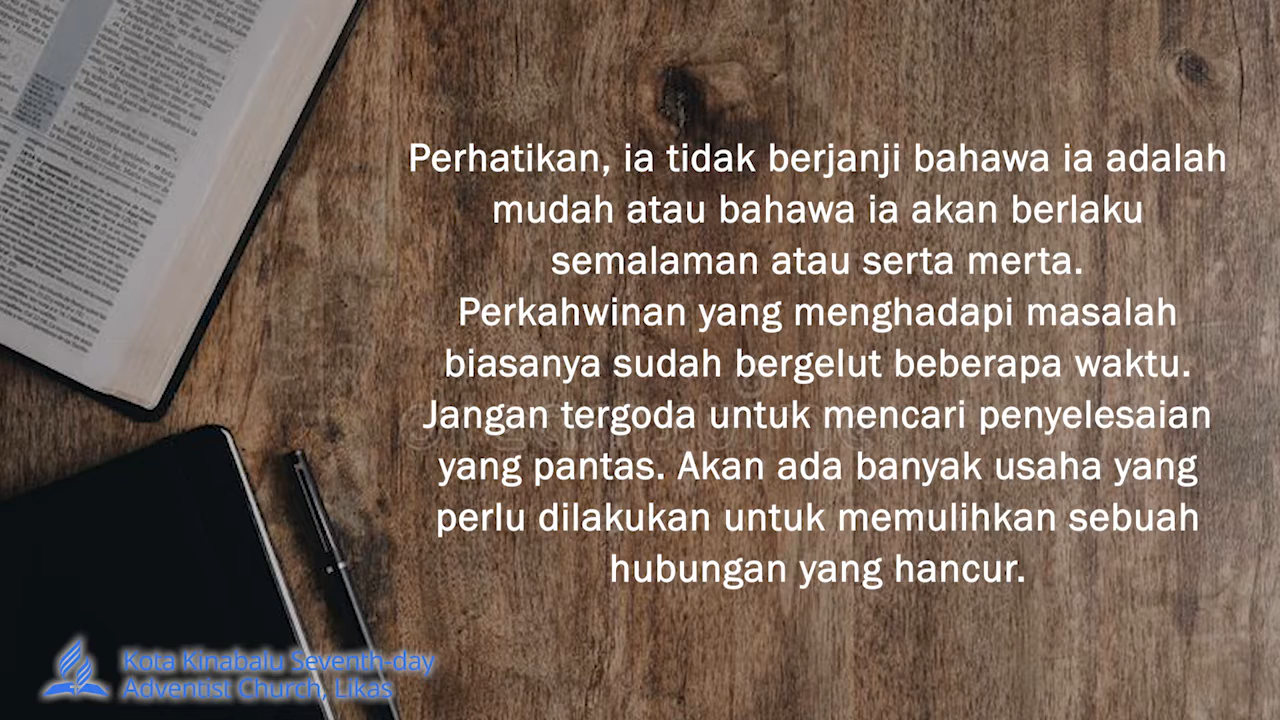 Perhatikan, ia tidak berjanji bahawa ia adalah
mudah atau bahawa ia akan berlaku
semalaman atau serta merta.
Perkahwinan yang menghadapi masalah
biasanya sudah bergelut beberapa waktu.
Jangan tergoda untuk mencari penyelesaian
yang pantas. Akan ada banyak usaha yang
perlu dilakukan untuk memulihkan sebuah
hubungan yang hancur.
Kota Kinabalu Seventh-day
Adventist Church, Likas